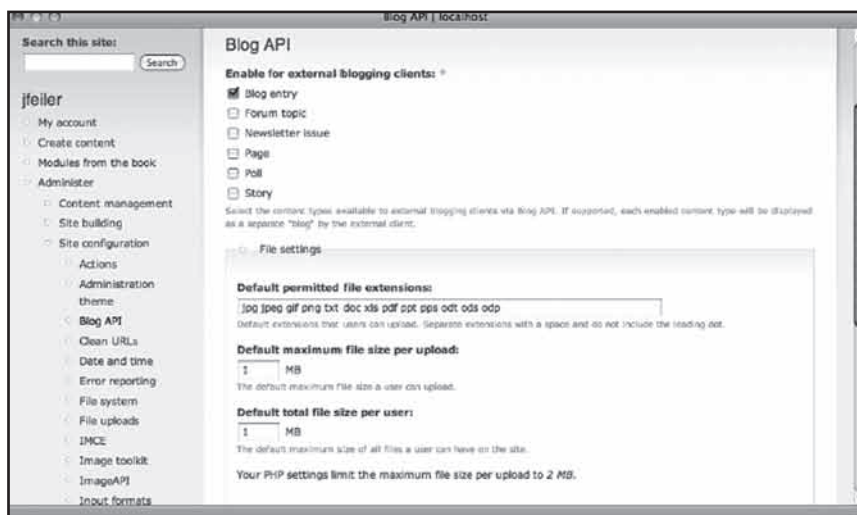 Blog API | localhost
Search this site:
Search
jfeiler
My account
Create content
Modules from the book
Administer
Content management
Site building
Site configuration
Actions
Administration
theme
Blog API
Clean URLs
Date and time
Error reporting
File system
File uploads
IMCE
Image toolkit
ImageAPI
Input formats
Blog API
Enable for external blogging clients: *
Blog entry
Forum topic
Newsletter issue
Page
Poll
Story
Select the content types available to external blogging clients via Blog API. If supported, each enabled content type will be displayed
as a separate "blog" by the external client.
File settings
Default permitted file extensions:
jpg jpeg gif png txt doc xls pdf ppt pps odt ods odp
Default extensions that users can upload. Separate extensions with a space and do not include the leading dot.
Default maximum file size per upload:
1 MB
The default maximum file size a user can upload.
Default total file size per user:
1 MB
The default maximum size of all files a user can have on the site.
Your PHP settings limit the maximum file size per upload to 2 MB.